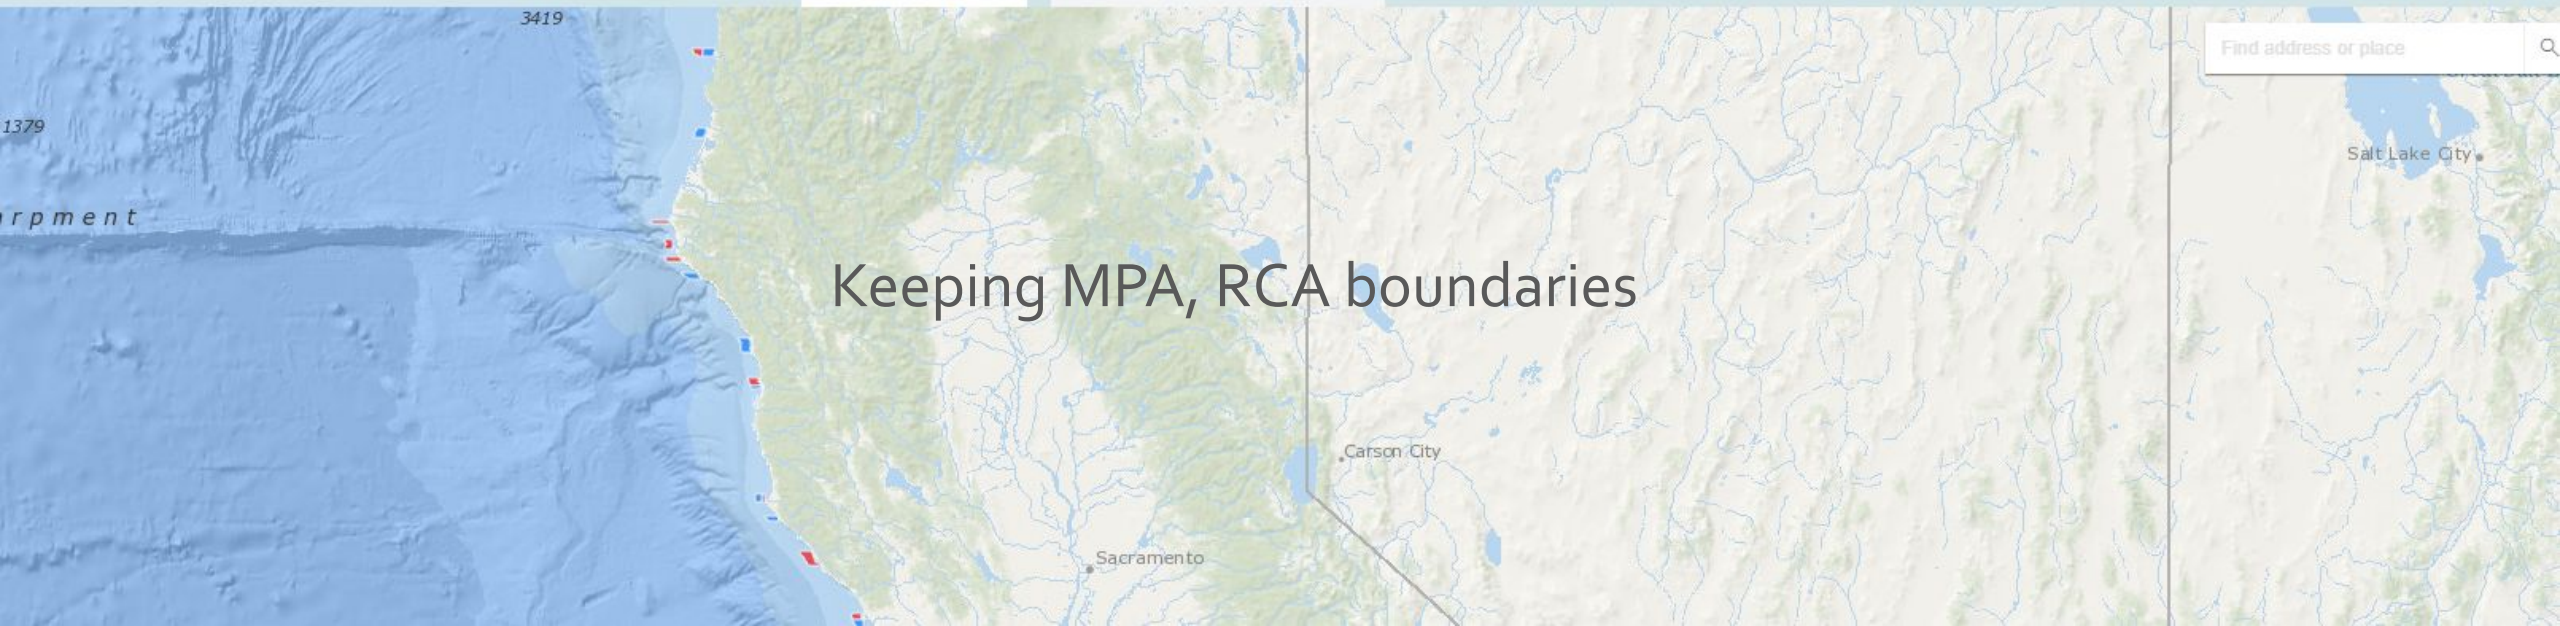 3419
Find address or place
1379
Salt Lake City
rpment
Keeping MPA, RCA boundaries
Carson City
Sacramento